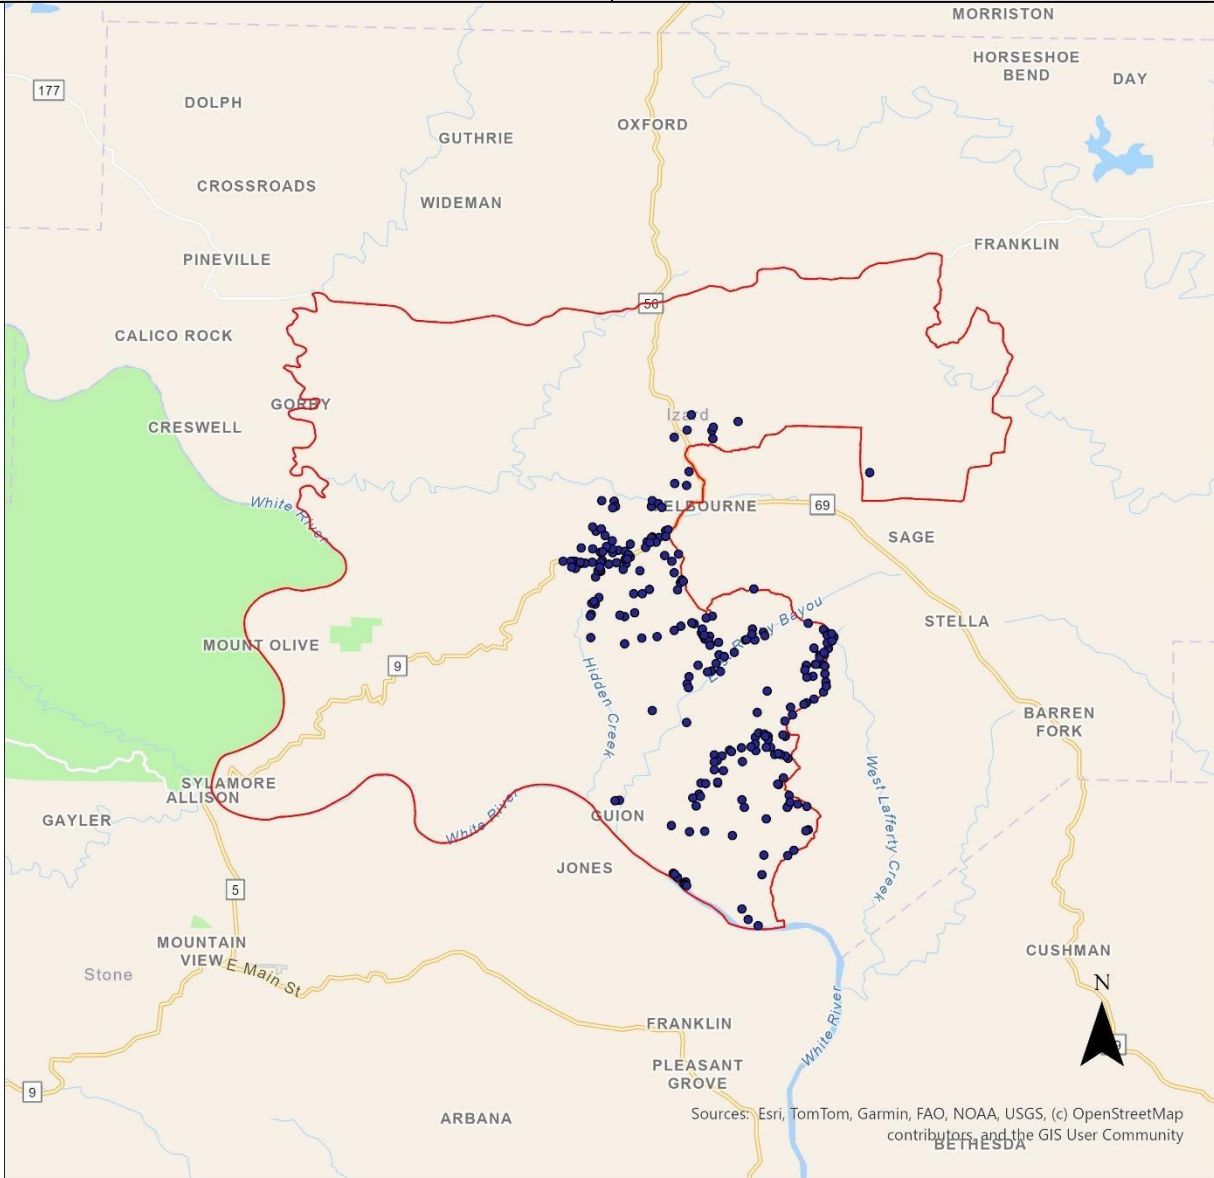 MORRISTON
HORSESHOE
BEND
DAY
177
DOLPH
GUTHRIE
OXFORD
CROSSROADS
WIDEMAN
PINEVILLE
FRANKLIN
56
CALICO ROCK
GORBY
Izard
CRESWELL
White River
MELBOURNE
69
SAGE
STELLA
MOUNT OLIVE
9
Hidden Creek
Bayou
BARREN
FORK
SYLAMORE
ALLISON
GAYLER
White River
GUION
West Lafferty Creek
JONES
5
MOUNTAIN
VIEW
E Main St
Stone
CUSHMAN
N
White River
FRANKLIN
PLEASANT
GROVE
9
ARBANA
Sources: Esri, TomTom, Garmin, FAO, NOAA, USGS, (c) OpenStreetMap
contributors, and the GIS User Community
BETHESDA